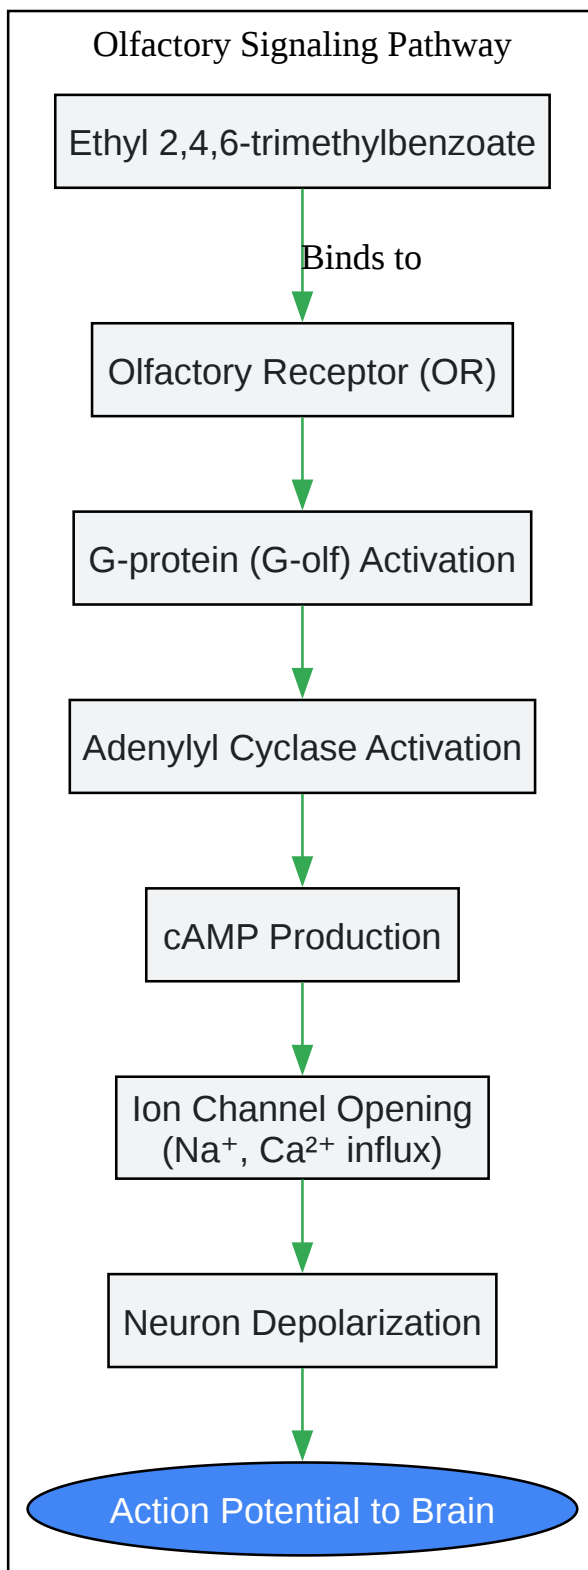 Olfactory Signaling Pathway
Ethyl 2,4,6-trimethylbenzoate
Binds to
Olfactory Receptor (OR)
G-protein (G-olf) Activation
Adenylyl Cyclase Activation
cAMP Production
Ion Channel Opening
(Na⁺, Ca²⁺ influx)
Neuron Depolarization
Action Potential to Brain